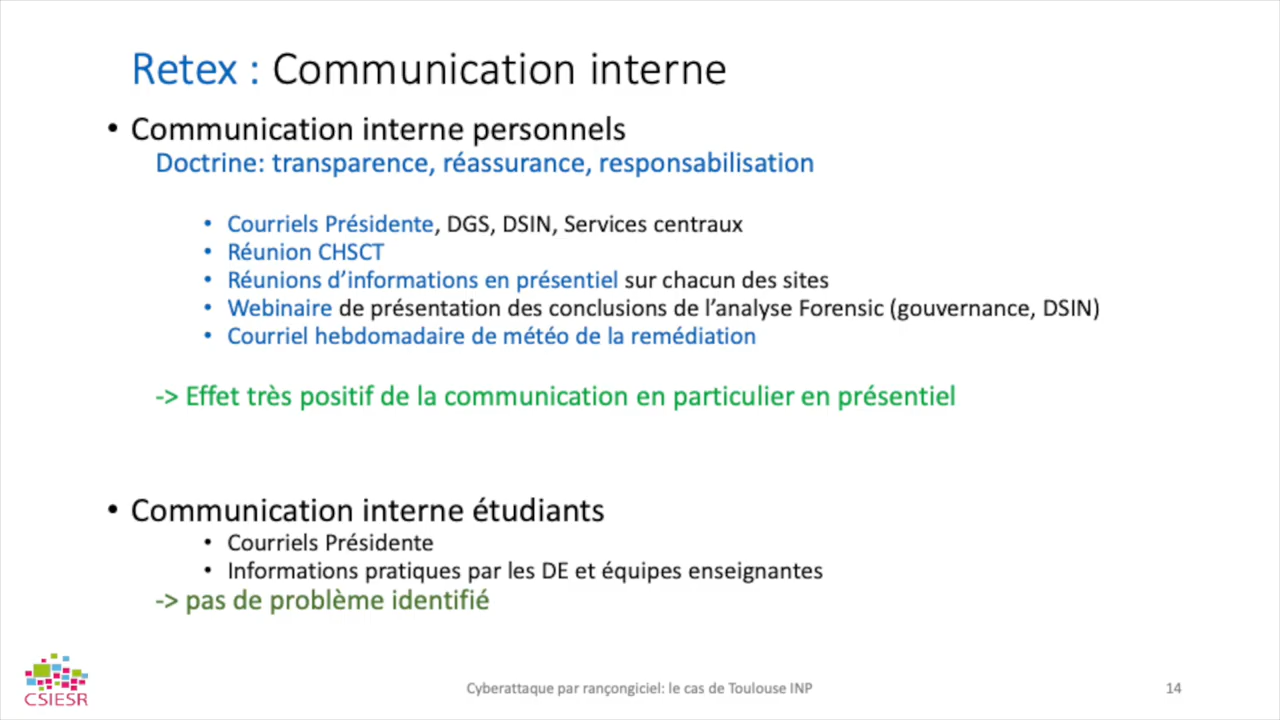 Retex : Communication interne
• Communication interne personnels
Doctrine: transparence, réassurance, responsabilisation
• Courriels Présidente, DGS, DSIN, Services centraux
• Réunion CHSCT
• Réunions d’informations en présentiel sur chacun des sites
• Webinaire de présentation des conclusions de l’analyse Forensic (gouvernance, DSIN)
• Courriel hebdomadaire de météo de la remédiation
-> Effet très positif de la communication en particulier en présentiel
• Communication interne étudiants
• Courriels Présidente
• Informations pratiques par les DE et équipes enseignantes
-> pas de problème identifié
CSIESR
Cyberattaque par rançongiciel: le cas de Toulouse INP
14